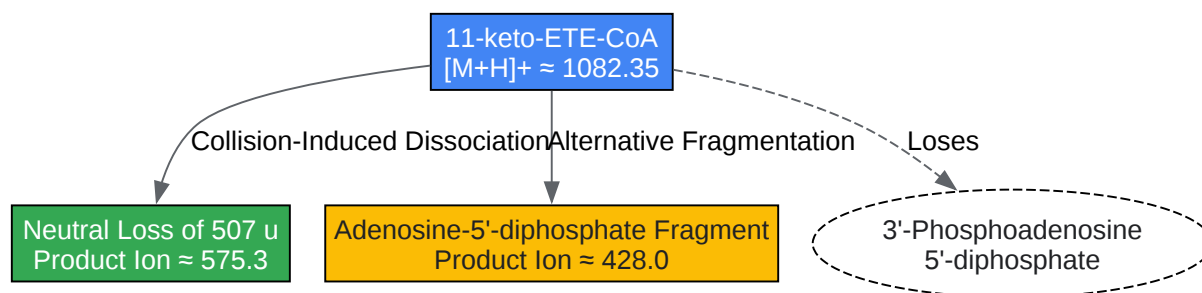 11-keto-ETE-CoA
[M+H]+ ≈ 1082.35
Collision-Induced Dissociation
Alternative Fragmentation
Loses
Neutral Loss of 507 u
Product Ion ≈ 575.3
Adenosine-5'-diphosphate Fragment
Product Ion ≈ 428.0
3'-Phosphoadenosine
5'-diphosphate